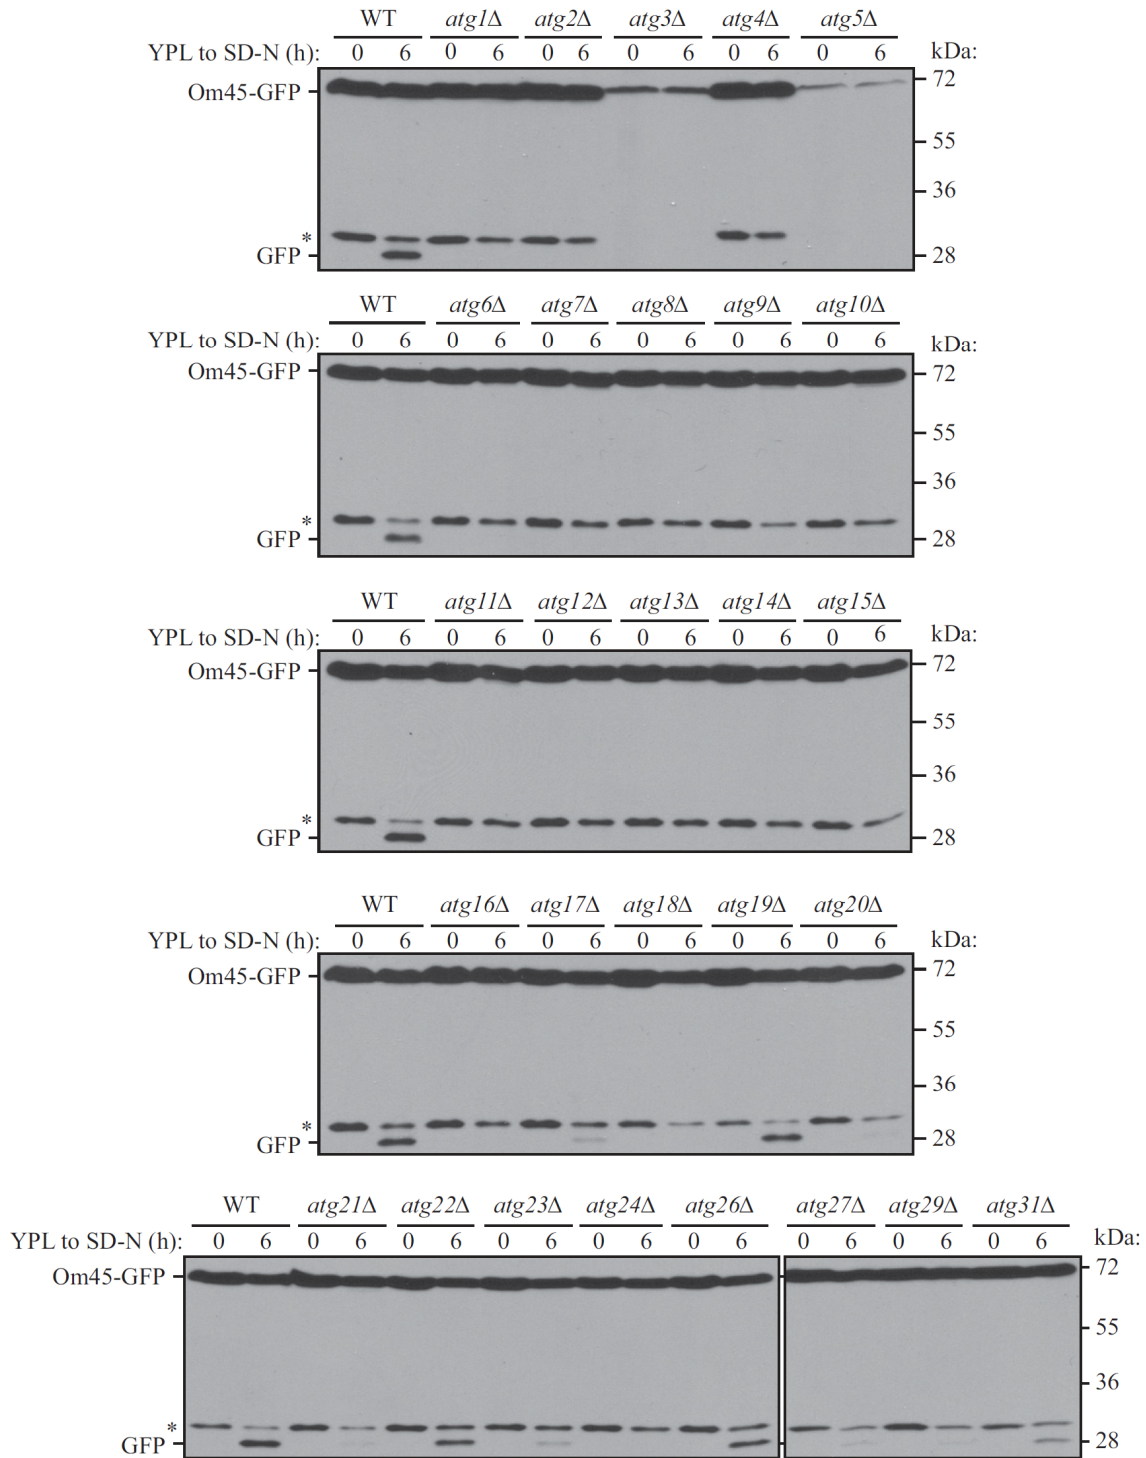 WT atg1Δ atg2Δ atg3Δ atg4Δ atg5Δ
YPL to SD-N (h): 0 6 0 6 0 6 0 6 0 6 0 6 kDa:
Om45-GFP 72
55
36
*
GFP 28
WT atg6Δ atg7Δ atg8Δ atg9Δ atg10Δ
YPL to SD-N (h): 0 6 0 6 0 6 0 6 0 6 0 6 kDa:
Om45-GFP 72
55
36
*
GFP 28
WT atg11Δ atg12Δ atg13Δ atg14Δ atg15Δ
YPL to SD-N (h): 0 6 0 6 0 6 0 6 0 6 0 6 kDa:
Om45-GFP 72
55
36
*
GFP 28
WT atg16Δ atg17Δ atg18Δ atg19Δ atg20Δ
YPL to SD-N (h): 0 6 0 6 0 6 0 6 0 6 0 6 kDa:
Om45-GFP 72
55
36
*
GFP 28
WT atg21Δ atg22Δ atg23Δ atg24Δ atg26Δ atg27Δ atg29Δ atg31Δ
YPL to SD-N (h): 0 6 0 6 0 6 0 6 0 6 0 6 0 6 0 6 0 6 kDa:
Om45-GFP 72
55
36
*
GFP 28